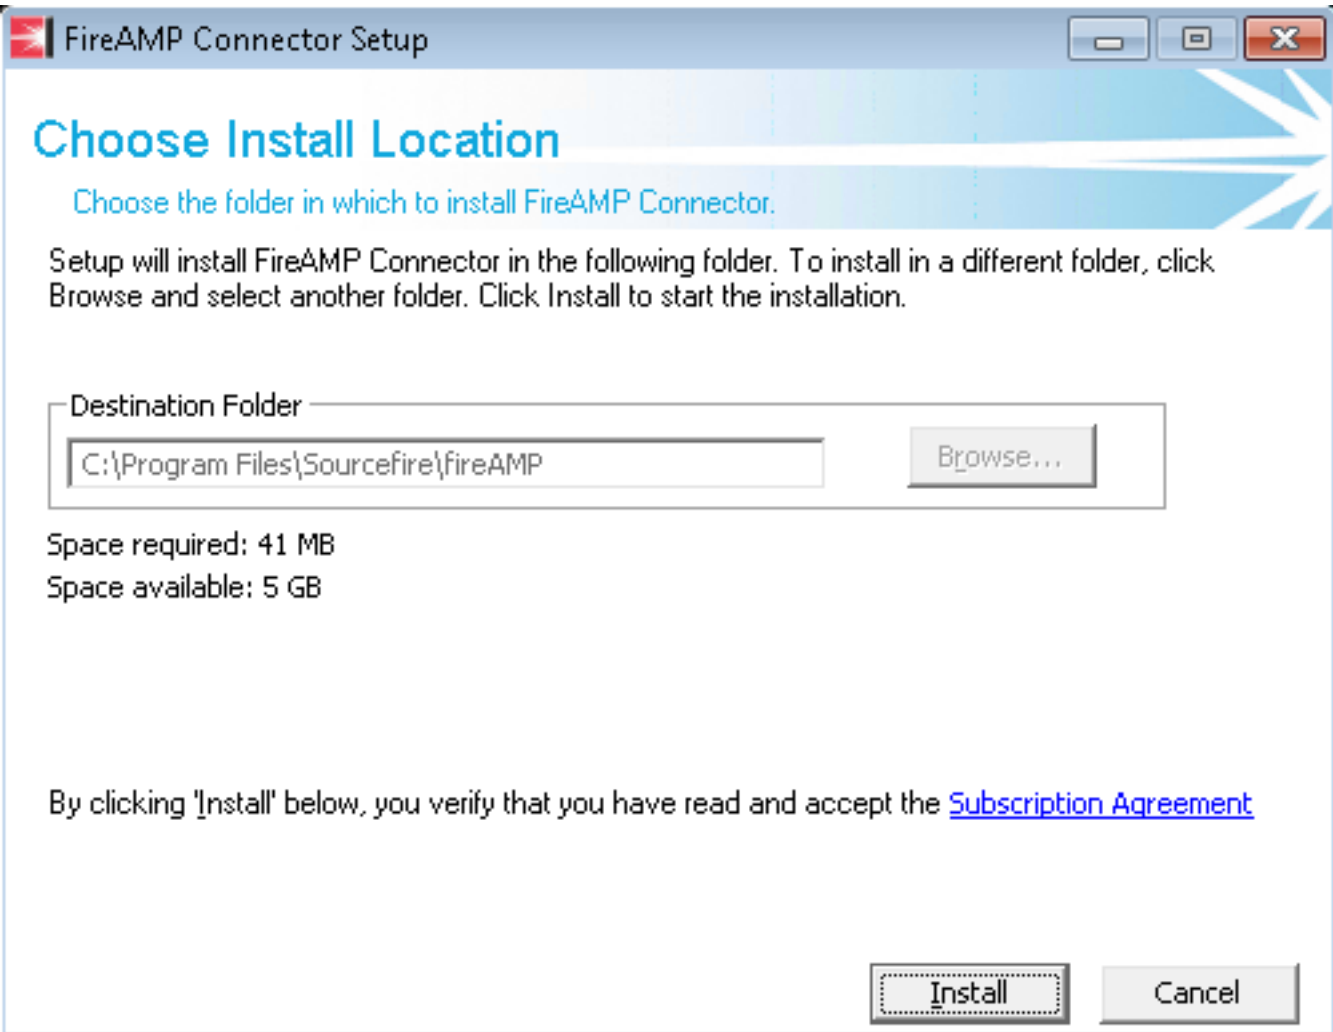 FireAMP Connector Setup
Choose Install Location
Choose the folder in which to install FireAMP Connector.
Setup will install FireAMP Connector in the following folder. To install in a different folder, click
Browse and select another folder. Click Install to start the installation.
Destination Folder
C:\Program Files\Sourcefire\fireAMP
Browse...
Space required: 41 MB
Space available: 5 GB
By clicking 'Install' below, you verify that you have read and accept the Subscription Agreement
Install
Cancel